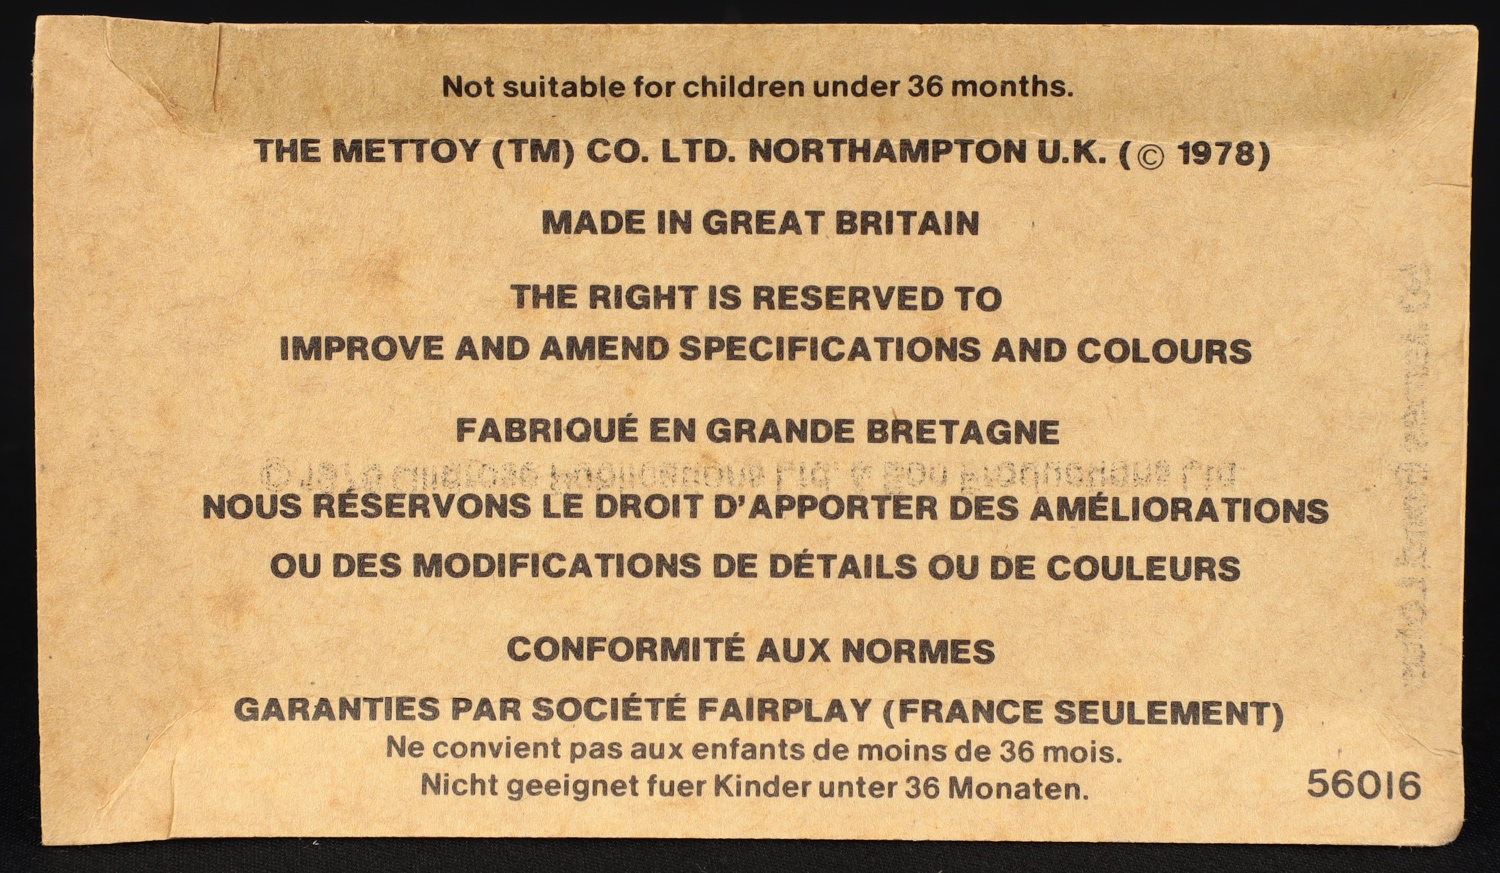 Not suitable for children under 36 months.
THE METTOY (TM) CO. LTD. NORTHAMPTON U.K. (© 1978)
MADE IN GREAT BRITAIN
THE RIGHT IS RESERVED TO
IMPROVE AND AMEND SPECIFICATIONS AND COLOURS
FABRIQUÉ EN GRANDE BRETAGNE
NOUS RÉSERVONS LE DROIT D'APPORTER DES AMÉLIORATIONS
OU DES MODIFICATIONS DE DÉTAILS OU DE COULEURS
CONFORMITÉ AUX NORMES
GARANTIES PAR SOCIÉTÉ FAIRPLAY (FRANCE SEULEMENT)
Ne convient pas aux enfants de moins de 36 mois.
Nicht geeignet fuer Kinder unter 36 Monaten.
56016